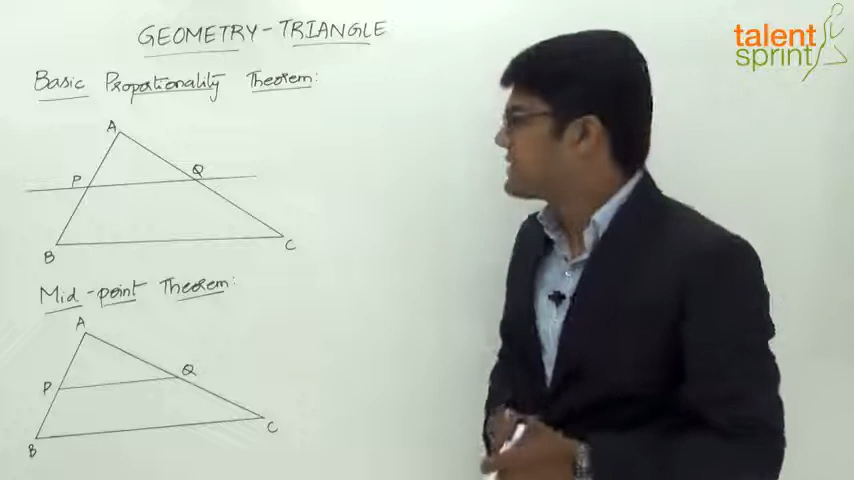 GEOMETRY - TRIANGLE
talent
sprint
Basic Proportionality Theorem:
A
P
Q
B
C
Mid-point Theorem:
A
P
Q
B
C